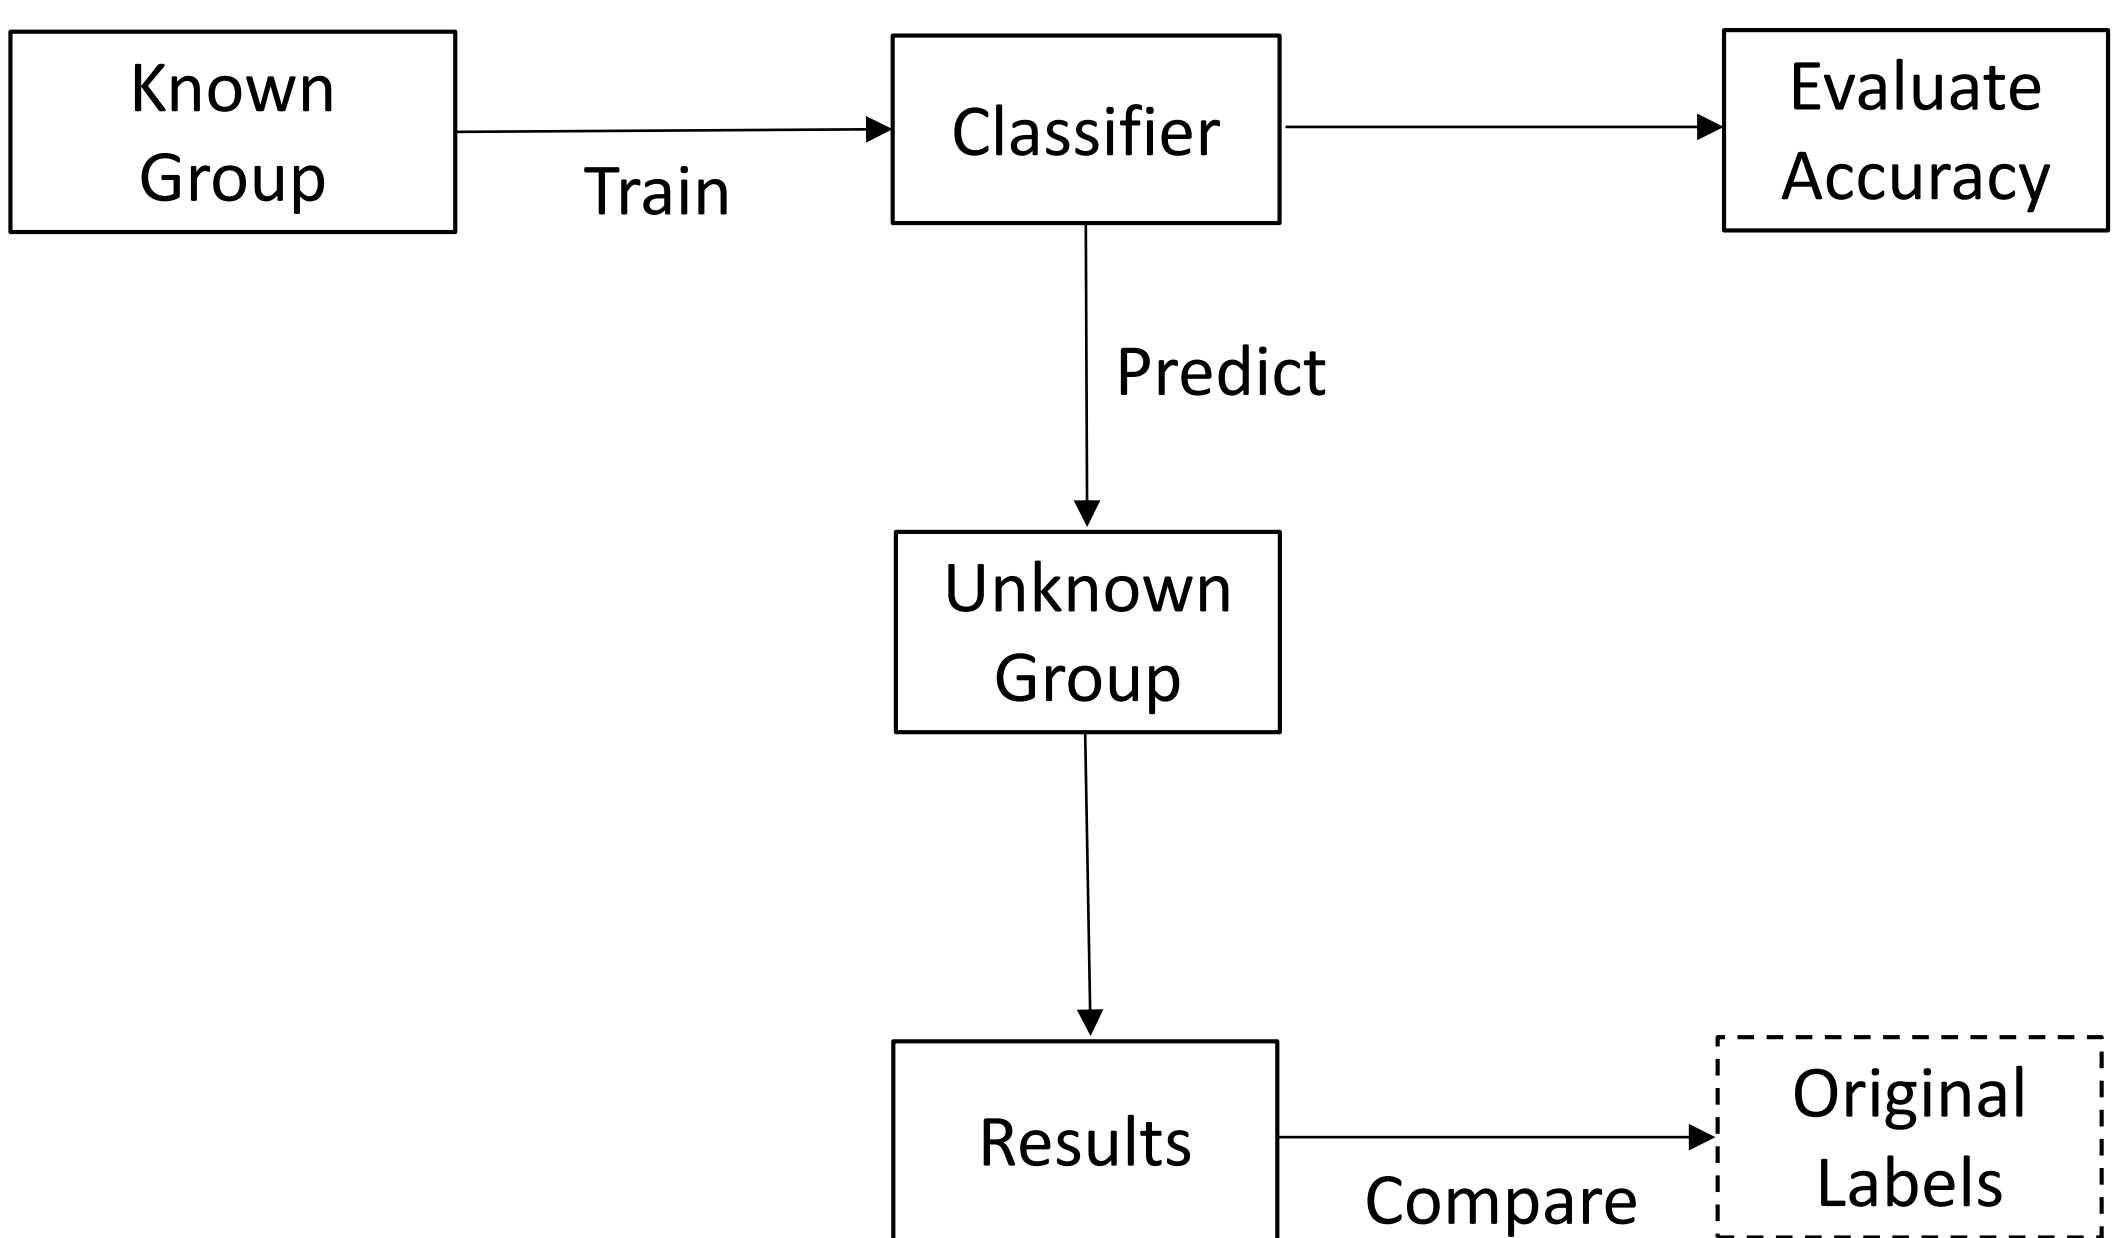 Known
Group
Train
Classifier
Evaluate
Accuracy
Predict
Unknown
Group
Results
Compare
Original
Labels